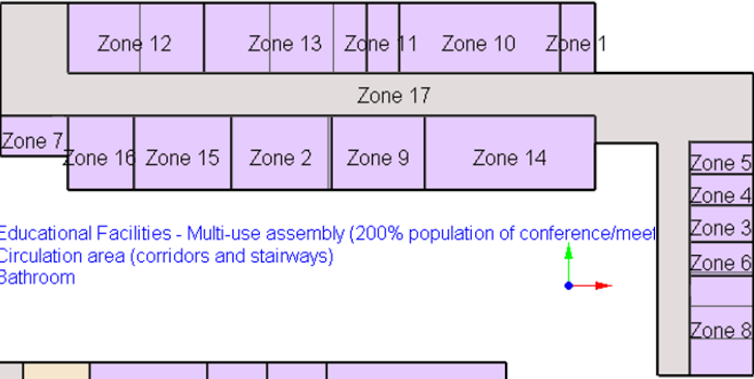 Zone 12 Zone 13 Zone 11 Zone 10 Zone 1
Zone 17
Zone 7
Zone 16 Zone 15 Zone 2 Zone 9 Zone 14
Zone 5
Zone 4
Zone 3
Zone 6
Zone 8
Educational Facilities - Multi-use assembly (200% population of conference/meet
Circulation area (corridors and stairways)
Bathroom